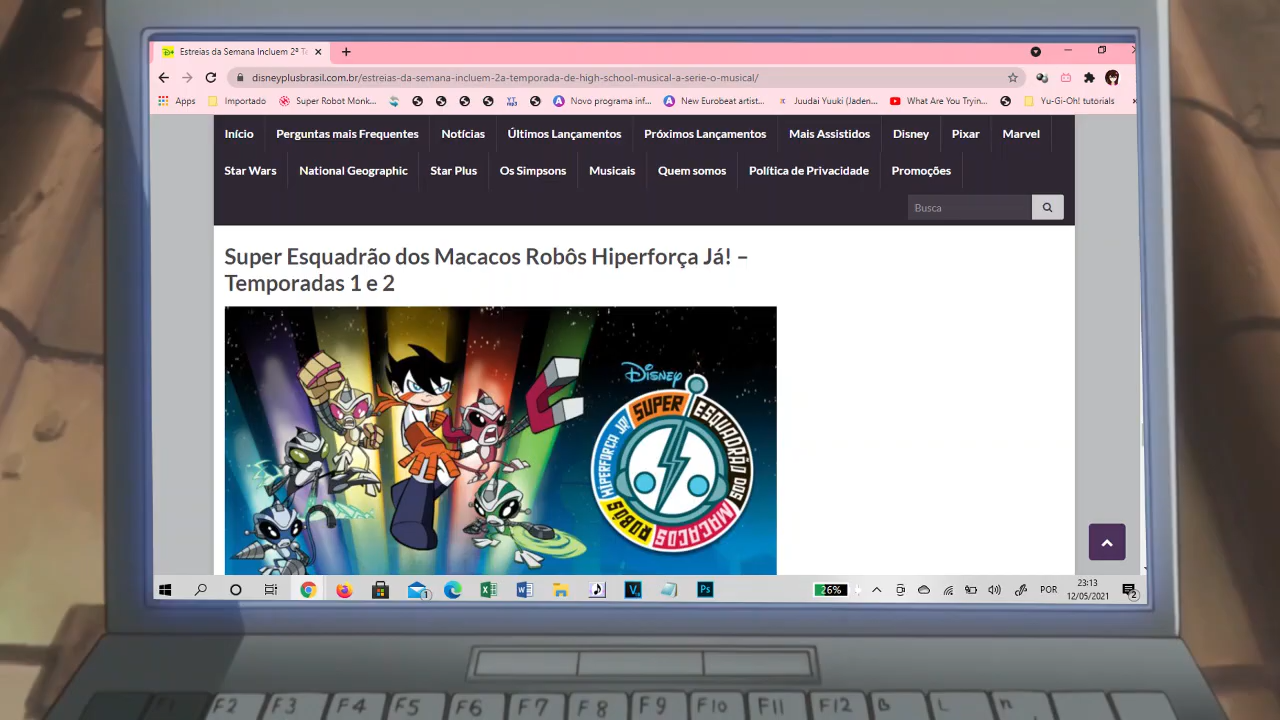 Estreias da Semana Incluem 2ª T
disneyplusbrasil.com.br/estreias-da-semana-incluem-2a-temporada-de-high-school-musical-a-serie-o-musical/
Apps Importado Super Robot Monk... Novo programa inf... New Eurobeat artist... Juudai Yuuki (Jaden... What Are You Tryin... Yu-Gi-Oh! tutorials
Início Perguntas mais Frequentes Notícias Últimos Lançamentos Próximos Lançamentos Mais Assistidos Disney Pixar Marvel
Star Wars National Geographic Star Plus Os Simpsons Musicais Quem somos Política de Privacidade Promoções
Busca
Super Esquadrão dos Macacos Robôs Hiperforça Já! –
Temporadas 1 e 2
DISNEY
SUPER ESQUADRÃO DOS MACACOS ROBÔS HIPERFORÇA JÁ!
26% POR 23:13
12/05/2021 2
F1 F2 F3 F4 F5 F6 F7 F8 F9 F10 F11 F12 B L n